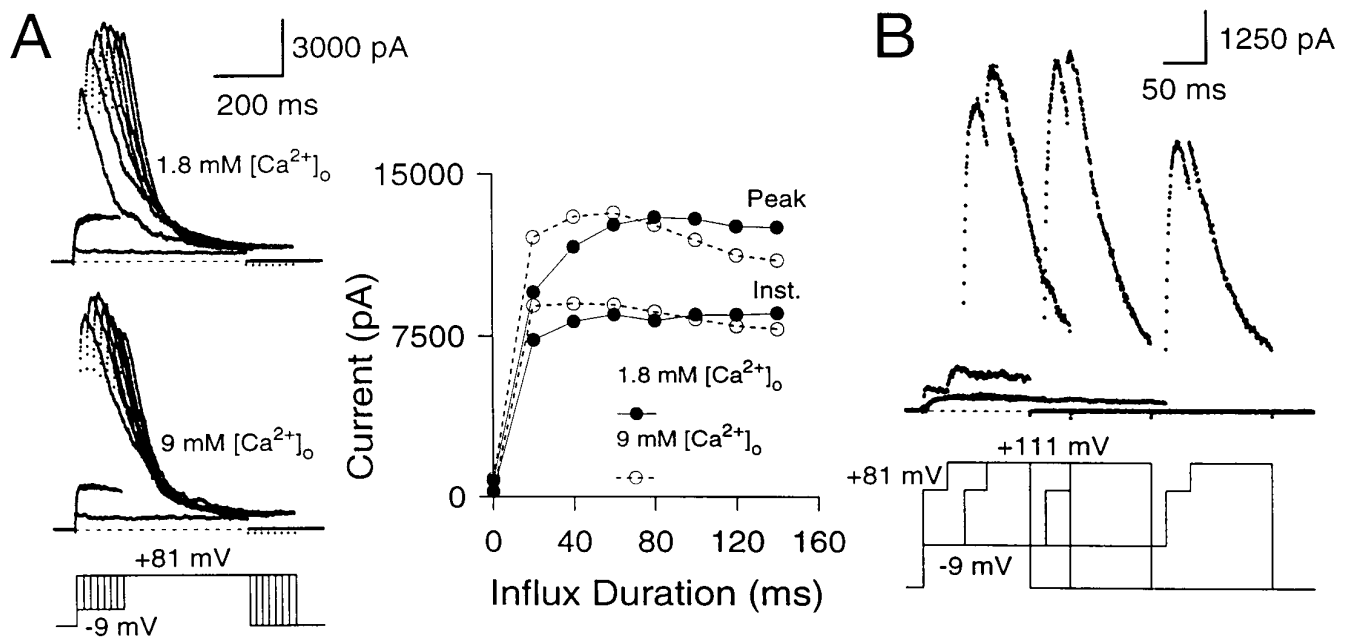 A
3000 pA
200 ms
1.8 mM [Ca2+]o
9 mM [Ca2+]o
+81 mV
-9 mV
Current (pA)
15000
7500
0
Peak
Inst.
1.8 mM [Ca2+]o
9 mM [Ca2+]o
0 40 80 120 160
Influx Duration (ms)
B
1250 pA
50 ms
+111 mV
+81 mV
-9 mV